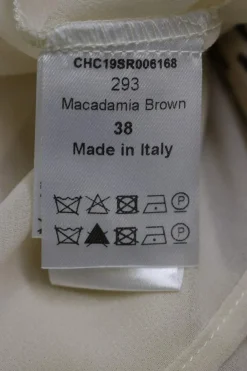 CHC19SR006168
293
Macadamia Brown
38
Made in Italy
P
P